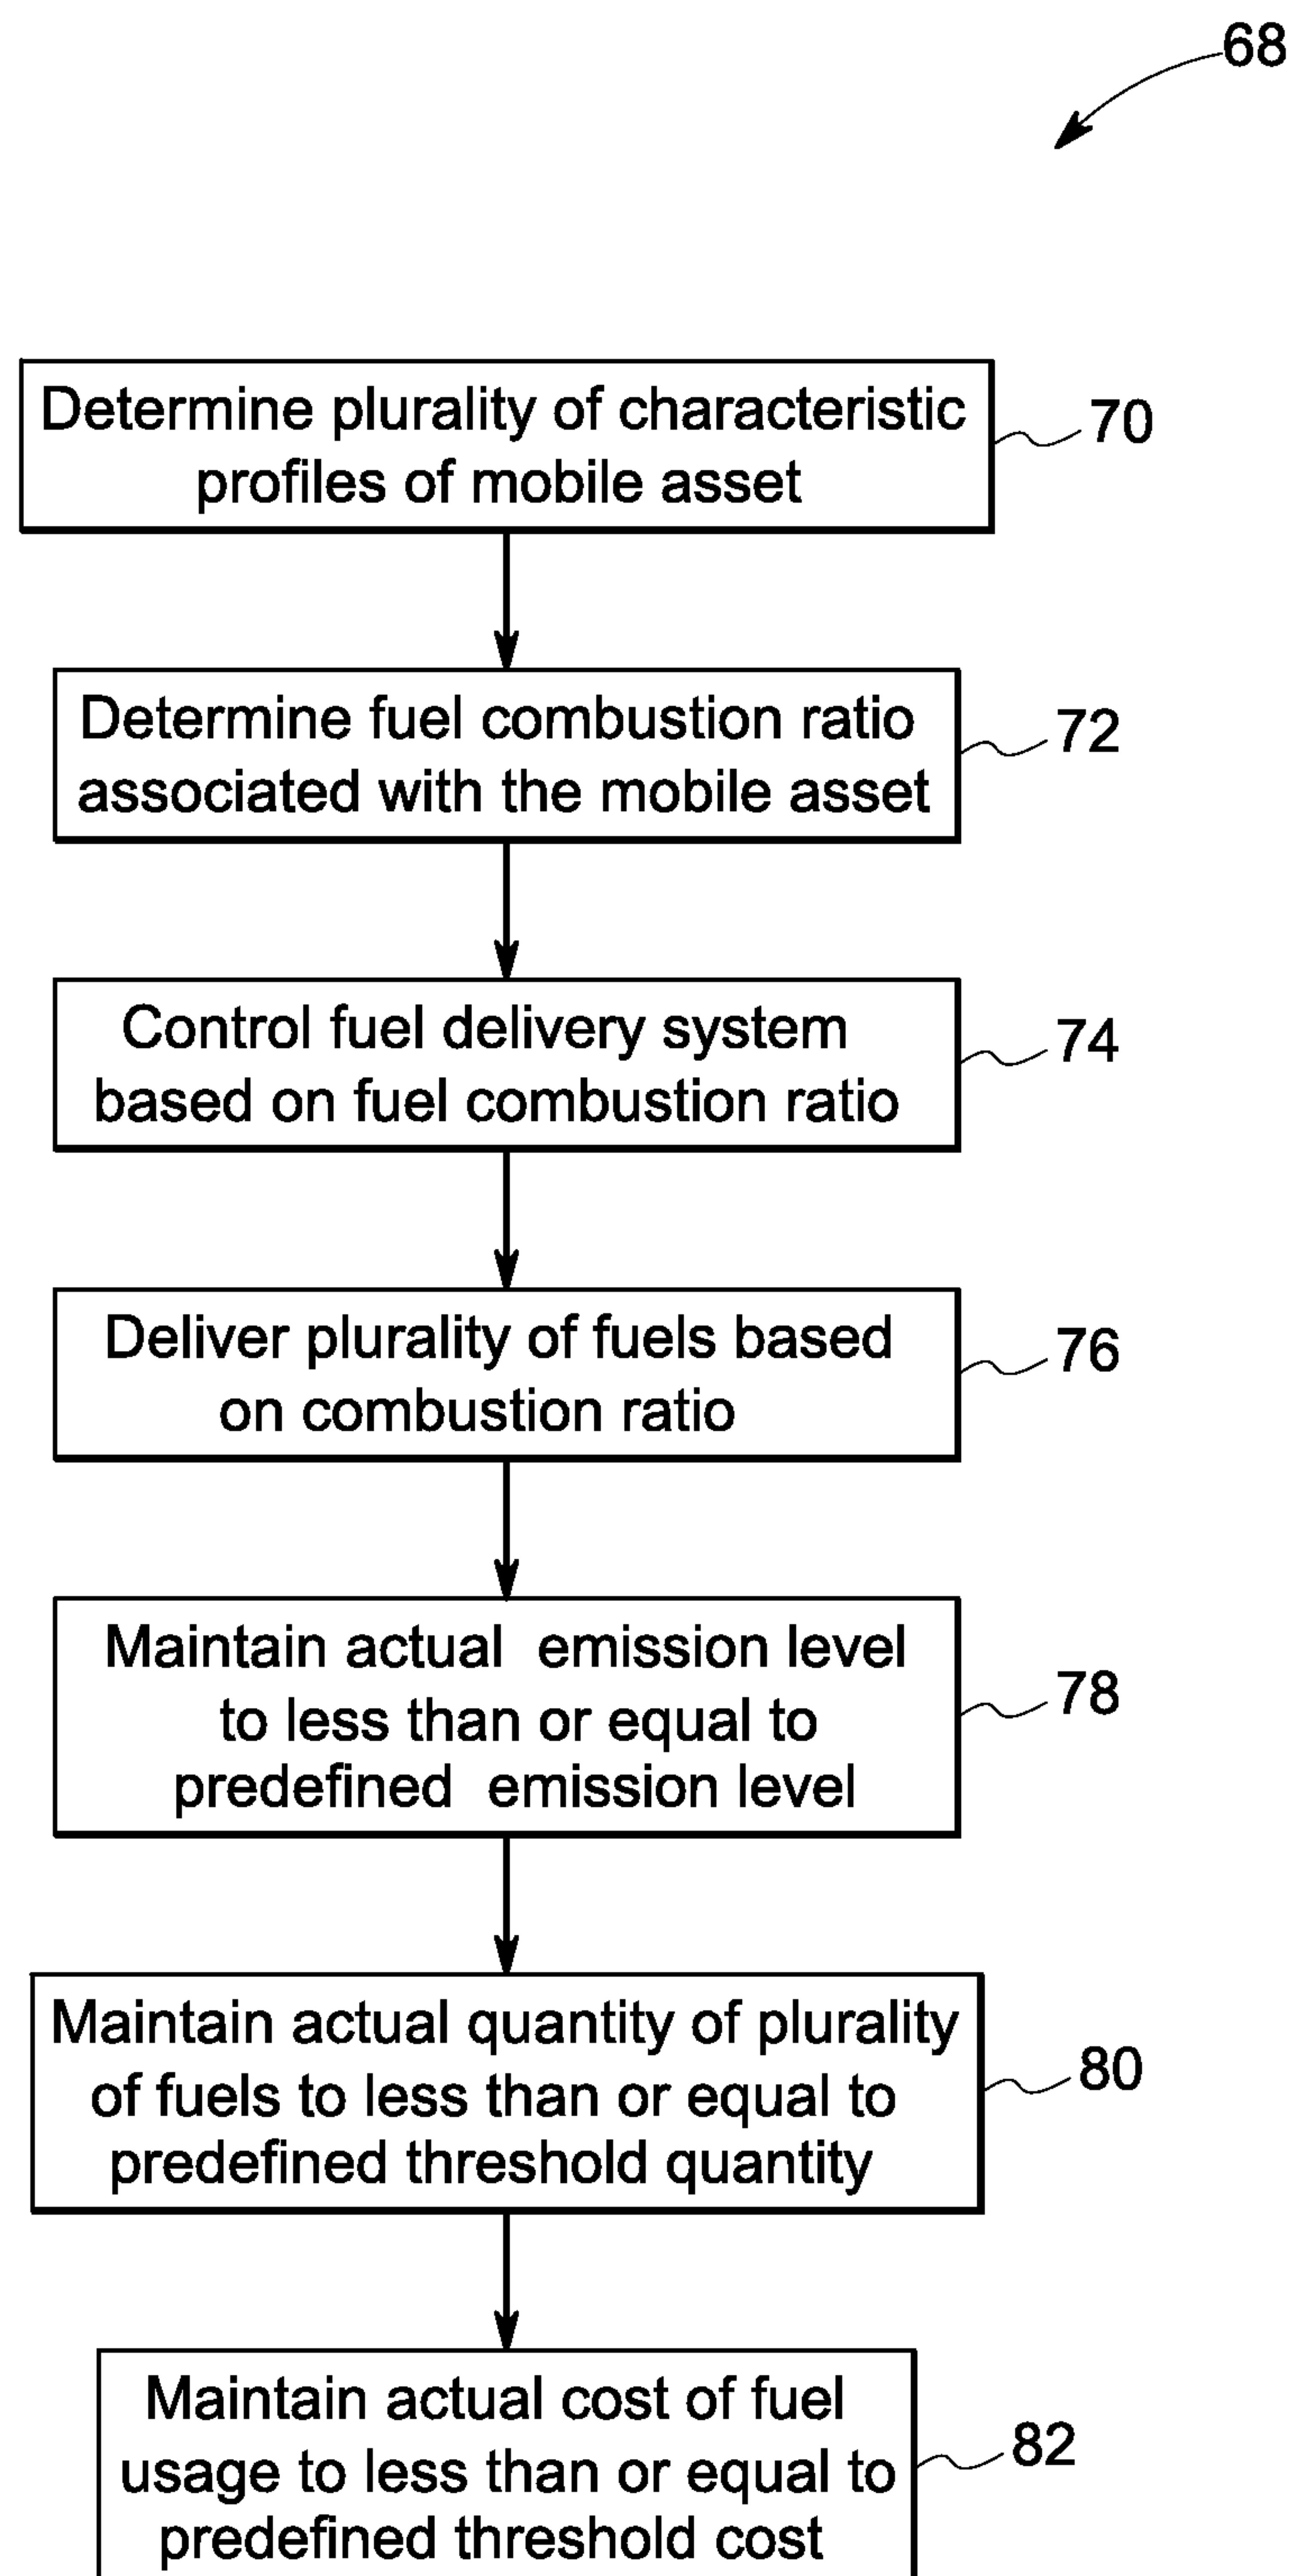 68
Determine plurality of characteristic
profiles of mobile asset
70
Determine fuel combustion ratio
associated with the mobile asset
72
Control fuel delivery system
based on fuel combustion ratio
74
Deliver plurality of fuels based
on combustion ratio
76
Maintain actual emission level
to less than or equal to
predefined emission level
78
Maintain actual quantity of plurality
of fuels to less than or equal to
predefined threshold quantity
80
Maintain actual cost of fuel
usage to less than or equal to
predefined threshold cost
82